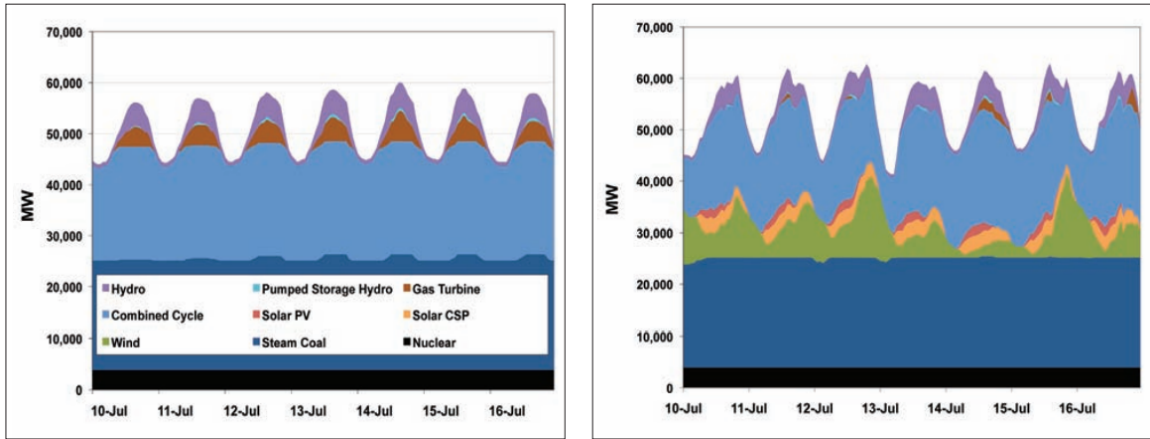 70,000
60,000
50,000
40,000
30,000
20,000
10,000
0
MW
Hydro Pumped Storage Hydro Gas Turbine
Combined Cycle Solar PV Solar CSP
Wind Steam Coal Nuclear
10-Jul 11-Jul 12-Jul 13-Jul 14-Jul 15-Jul 16-Jul
70,000
60,000
50,000
40,000
30,000
20,000
10,000
0
MW
10-Jul 11-Jul 12-Jul 13-Jul 14-Jul 15-Jul 16-Jul